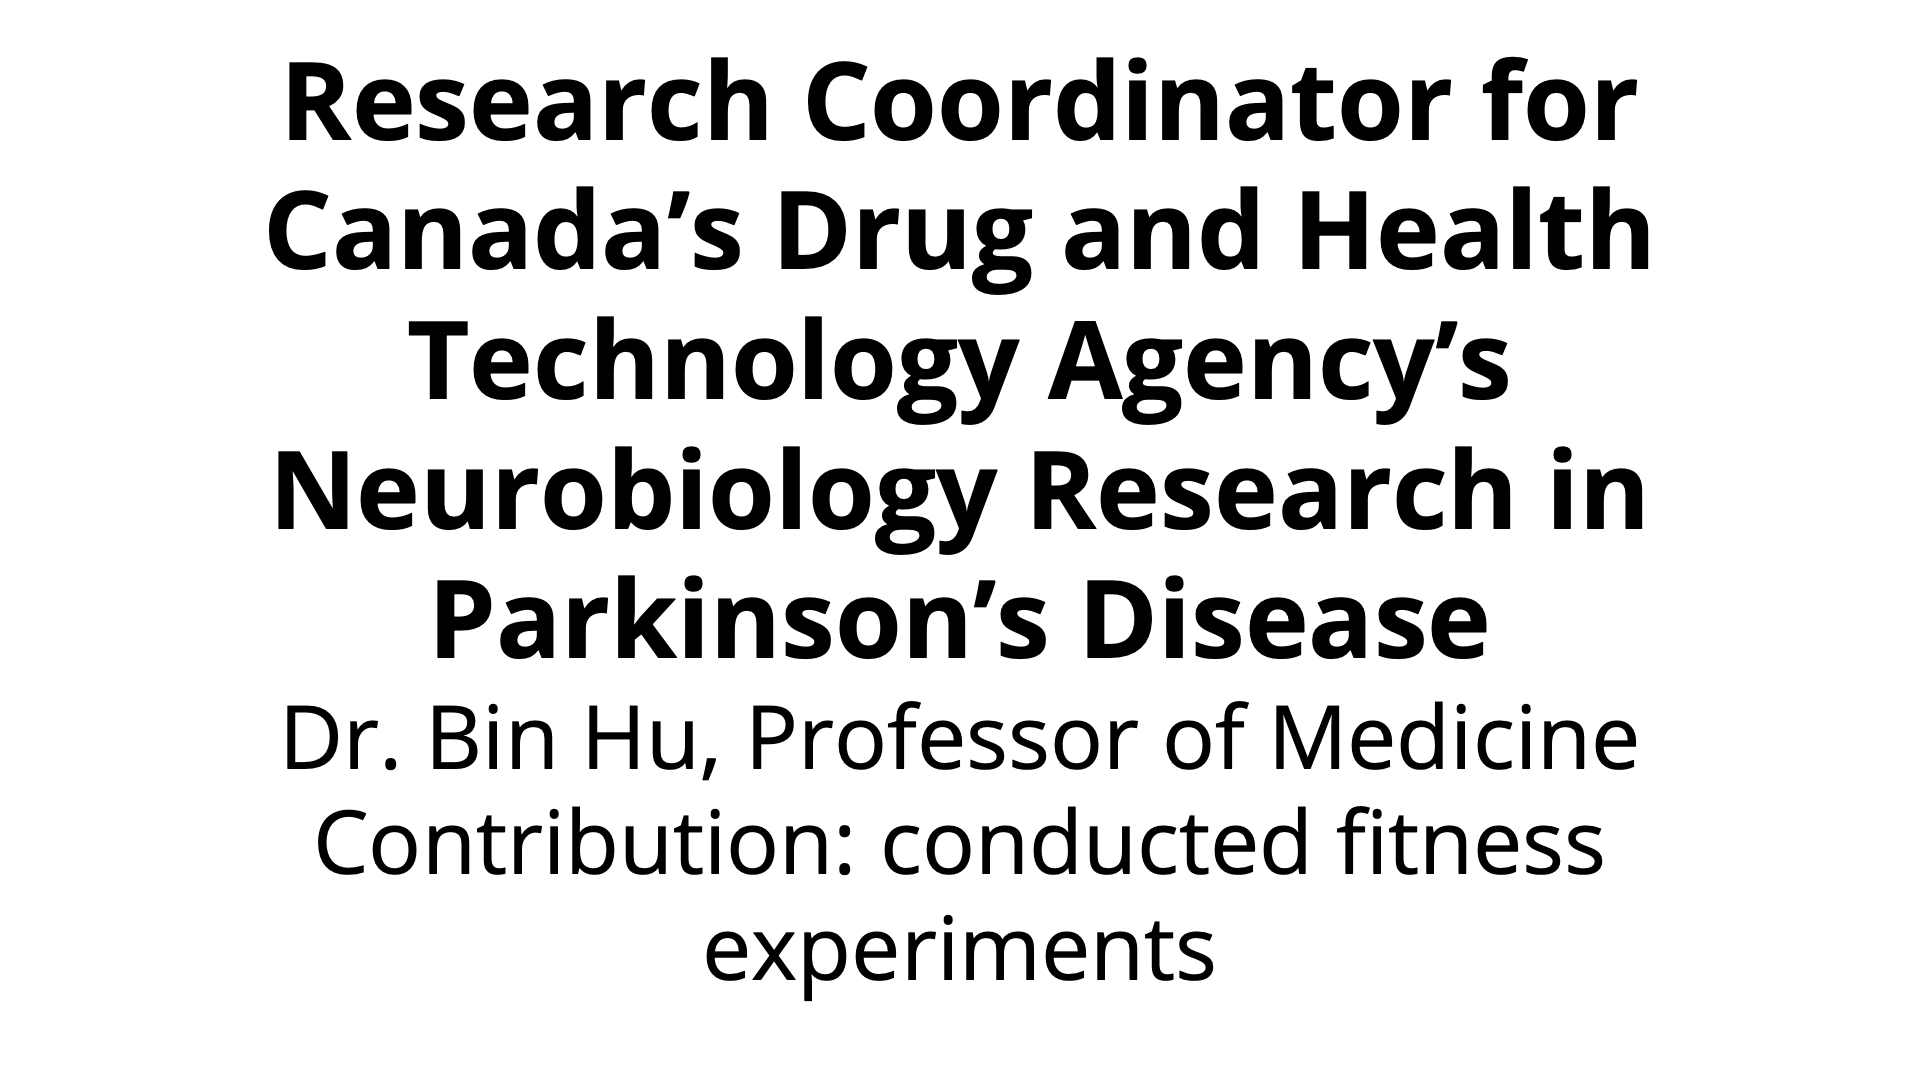 Research Coordinator for
Canada’s Drug and Health
Technology Agency’s
Neurobiology Research in
Parkinson’s Disease
Dr. Bin Hu, Professor of Medicine
Contribution: conducted fitness
experiments